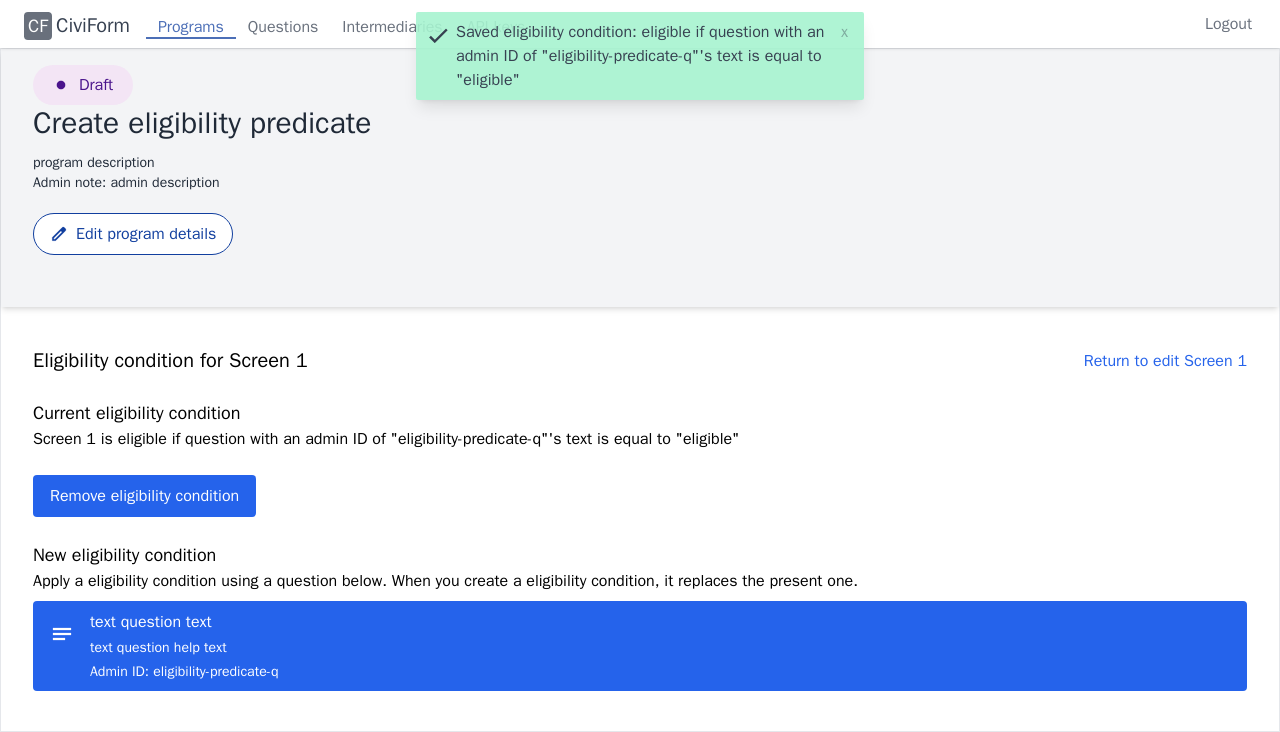 CF CiviForm Programs Questions Intermediaries API Logout
Saved eligibility condition: eligible if question with an x
admin ID of "eligibility-predicate-q"'s text is equal to
"eligible"
Draft
Create eligibility predicate
program description
Admin note: admin description
Edit program details
Eligibility condition for Screen 1
Return to edit Screen 1
Current eligibility condition
Screen 1 is eligible if question with an admin ID of "eligibility-predicate-q"'s text is equal to "eligible"
Remove eligibility condition
New eligibility condition
Apply a eligibility condition using a question below. When you create a eligibility condition, it replaces the present one.
text question text
text question help text
Admin ID: eligibility-predicate-q